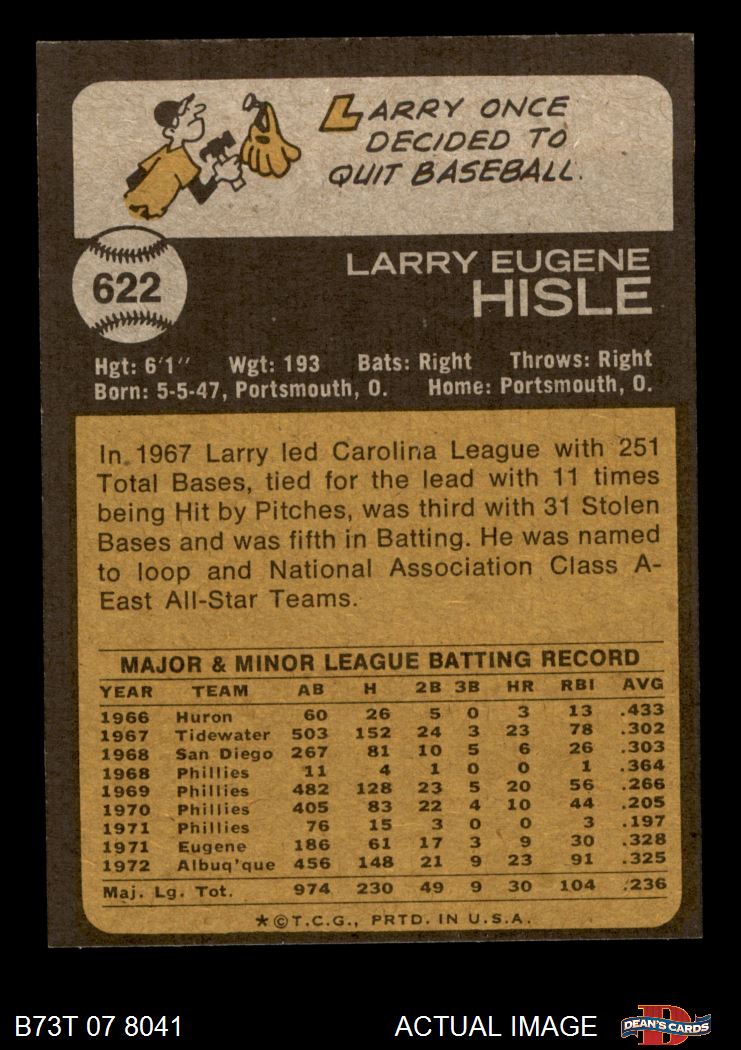 LARRY ONCE
DECIDED TO
QUIT BASEBALL.
622
LARRY EUGENE
HISLE
Hgt: 6'1" Wgt: 193 Bats: Right Throws: Right
Born: 5-5-47, Portsmouth, O. Home: Portsmouth, O.
In 1967 Larry led Carolina League with 251
Total Bases, tied for the lead with 11 times
being Hit by Pitches, was third with 31 Stolen
Bases and was fifth in Batting. He was named
to loop and National Association Class A-
East All-Star Teams.
MAJOR & MINOR LEAGUE BATTING RECORD
YEAR TEAM AB H 2B 3B HR RBI AVG
1966 Huron 60 26 5 0 3 13 .433
1967 Tidewater 503 152 24 3 23 78 .302
1968 San Diego 267 81 10 5 6 26 .303
1968 Phillies 11 4 1 0 0 1 .364
1969 Phillies 482 128 23 5 20 56 .266
1970 Phillies 405 83 22 4 10 44 .205
1971 Phillies 76 15 3 0 0 3 .197
1971 Eugene 186 61 17 3 9 30 .328
1972 Albuq'que 456 148 21 9 23 91 .325
Maj. Lg. Tot. 974 230 49 9 30 104 .236
*©T.C.G., PRTD. IN U.S.A.
B73T 07 8041 ACTUAL IMAGE D DEAN'S CARDS